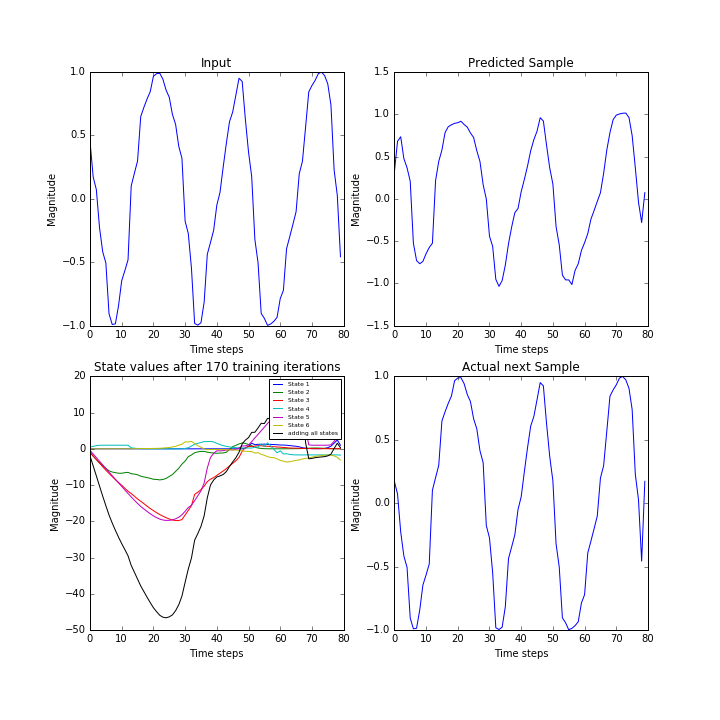 Input
Magnitude
1.0
0.5
0.0
−0.5
−1.0
0 10 20 30 40 50 60 70 80
Time steps
Predicted Sample
Magnitude
1.5
1.0
0.5
0.0
−0.5
−1.0
−1.5
0 10 20 30 40 50 60 70 80
Time steps
State values after 170 training iterations
Magnitude
20
10
0
−10
−20
−30
−40
−50
0 10 20 30 40 50 60 70 80
Time steps
State 1
State 2
State 3
State 4
State 5
State 6
adding all states
Actual next Sample
Magnitude
1.0
0.5
0.0
−0.5
−1.0
0 10 20 30 40 50 60 70 80
Time steps